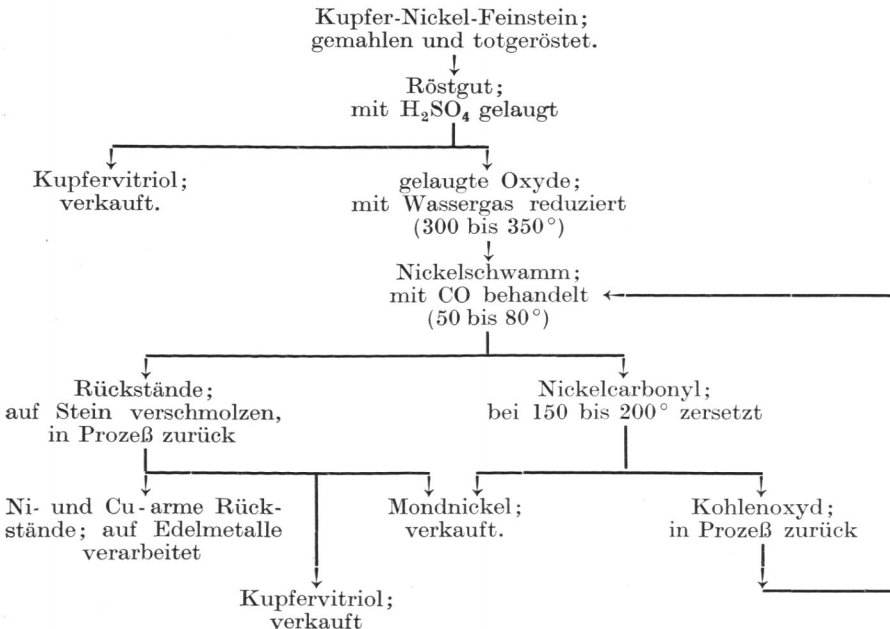 Kupfer-Nickel-Feinstein;
gemahlen und totgeröstet.
Röstgut;
mit H₂SO₄ gelaugt
Kupfervitriol;
verkauft.
gelaugte Oxyde;
mit Wassergas reduziert
(300 bis 350°)
Nickelschwamm;
mit CO behandelt
(50 bis 80°)
Rückstände;
auf Stein verschmolzen,
in Prozeß zurück
Nickelcarbonyl;
bei 150 bis 200° zersetzt
Ni- und Cu-arme Rück-
stände; auf Edelmetalle
verarbeitet
Mondnickel;
verkauft.
Kohlenoxyd;
in Prozeß zurück
Kupfervitriol;
verkauft